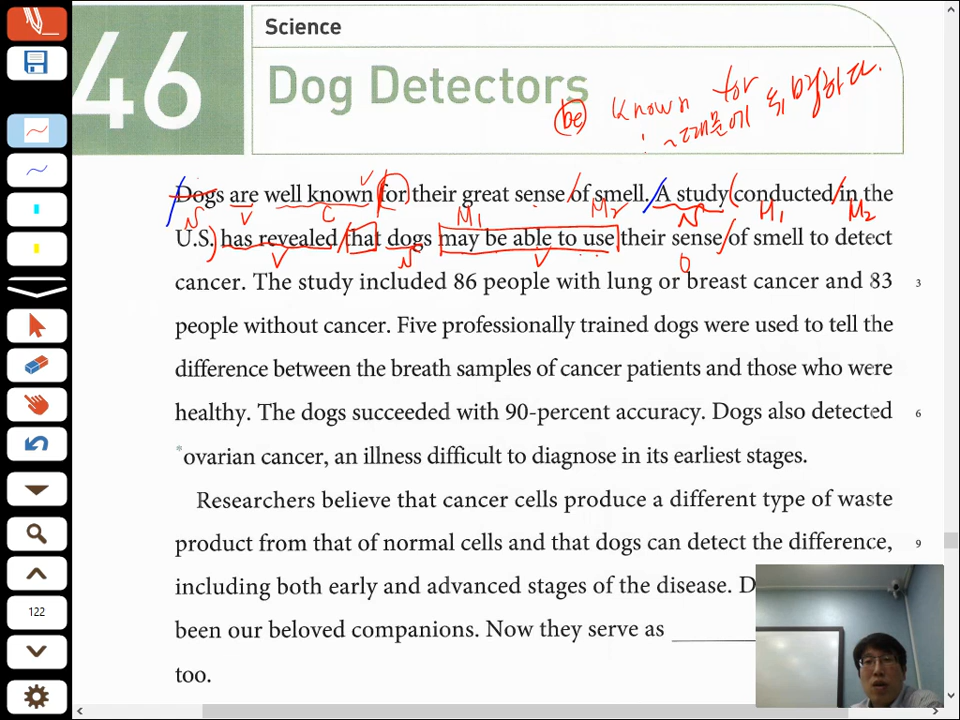 46
Science
Dog Detectors
be known for
: ~때문에 유명하다.
Dogs are well known for their great sense of smell. A study conducted in the
N V C V M1 M2 N M1 M2
U.S. has revealed that dogs may be able to use their sense of smell to detect
V N V O
cancer. The study included 86 people with lung or breast cancer and 83
3
people without cancer. Five professionally trained dogs were used to tell the
difference between the breath samples of cancer patients and those who were
healthy. The dogs succeeded with 90-percent accuracy. Dogs also detected
6
*ovarian cancer, an illness difficult to diagnose in its earliest stages.
Researchers believe that cancer cells produce a different type of waste
product from that of normal cells and that dogs can detect the difference,
9
including both early and advanced stages of the disease. D
been our beloved companions. Now they serve as
too.
122